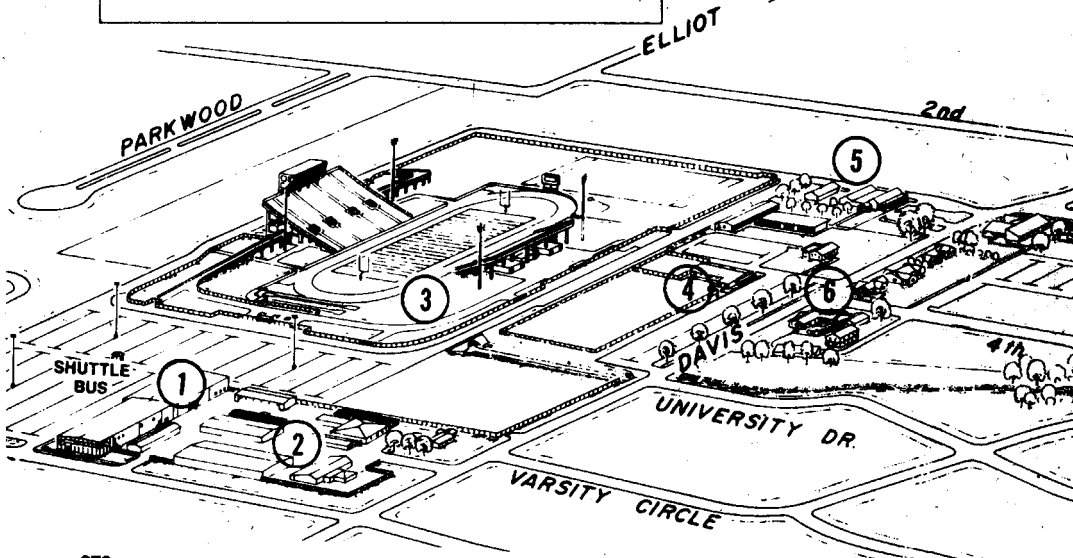 ELLIOT
PARKWOOD
2nd
5
3
4
6
DAVIS
4th
SHUTTLE
BUS
1
UNIVERSITY DR.
2
VARSITY CIRCLE